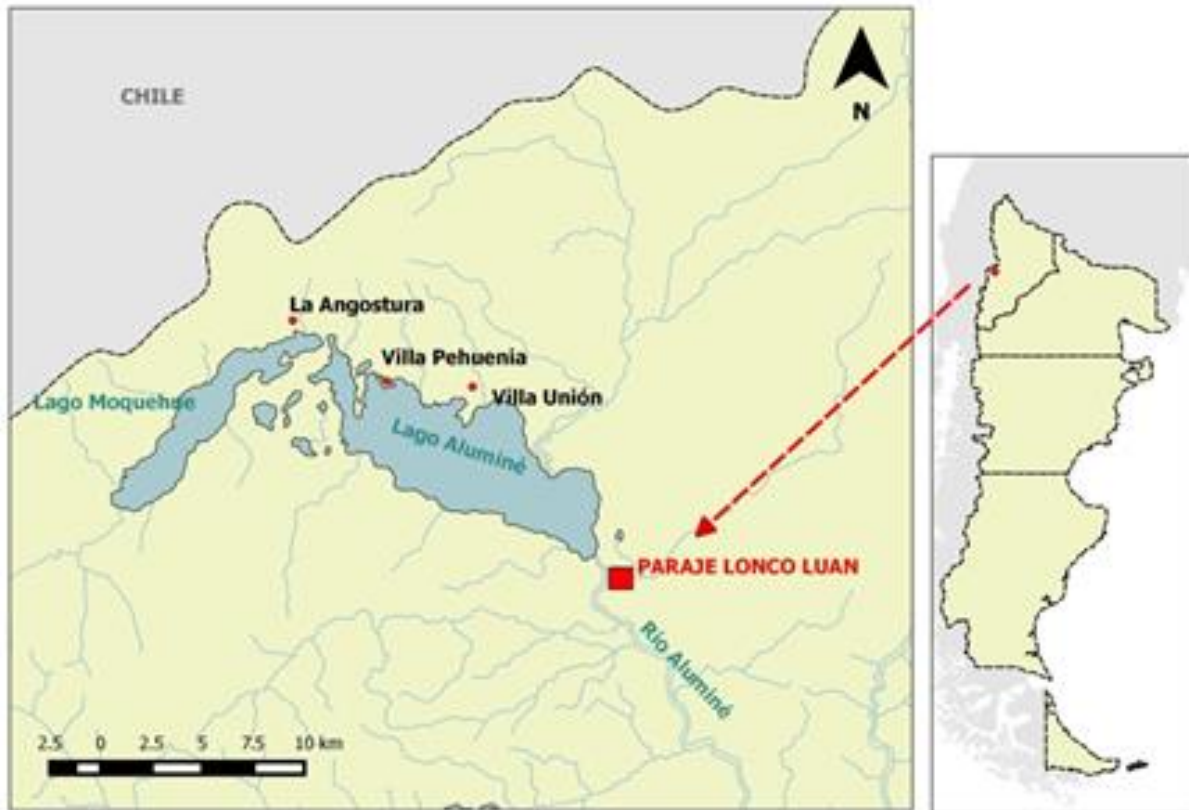 CHILE
N
La Angostura
Villa Pehuenia
Villa Unión
Lago Moquehue
Lago Aluminé
PARAJE LONCO LUAN
Río Aluminé
2.5 0 2.5 5 7.5 10 km